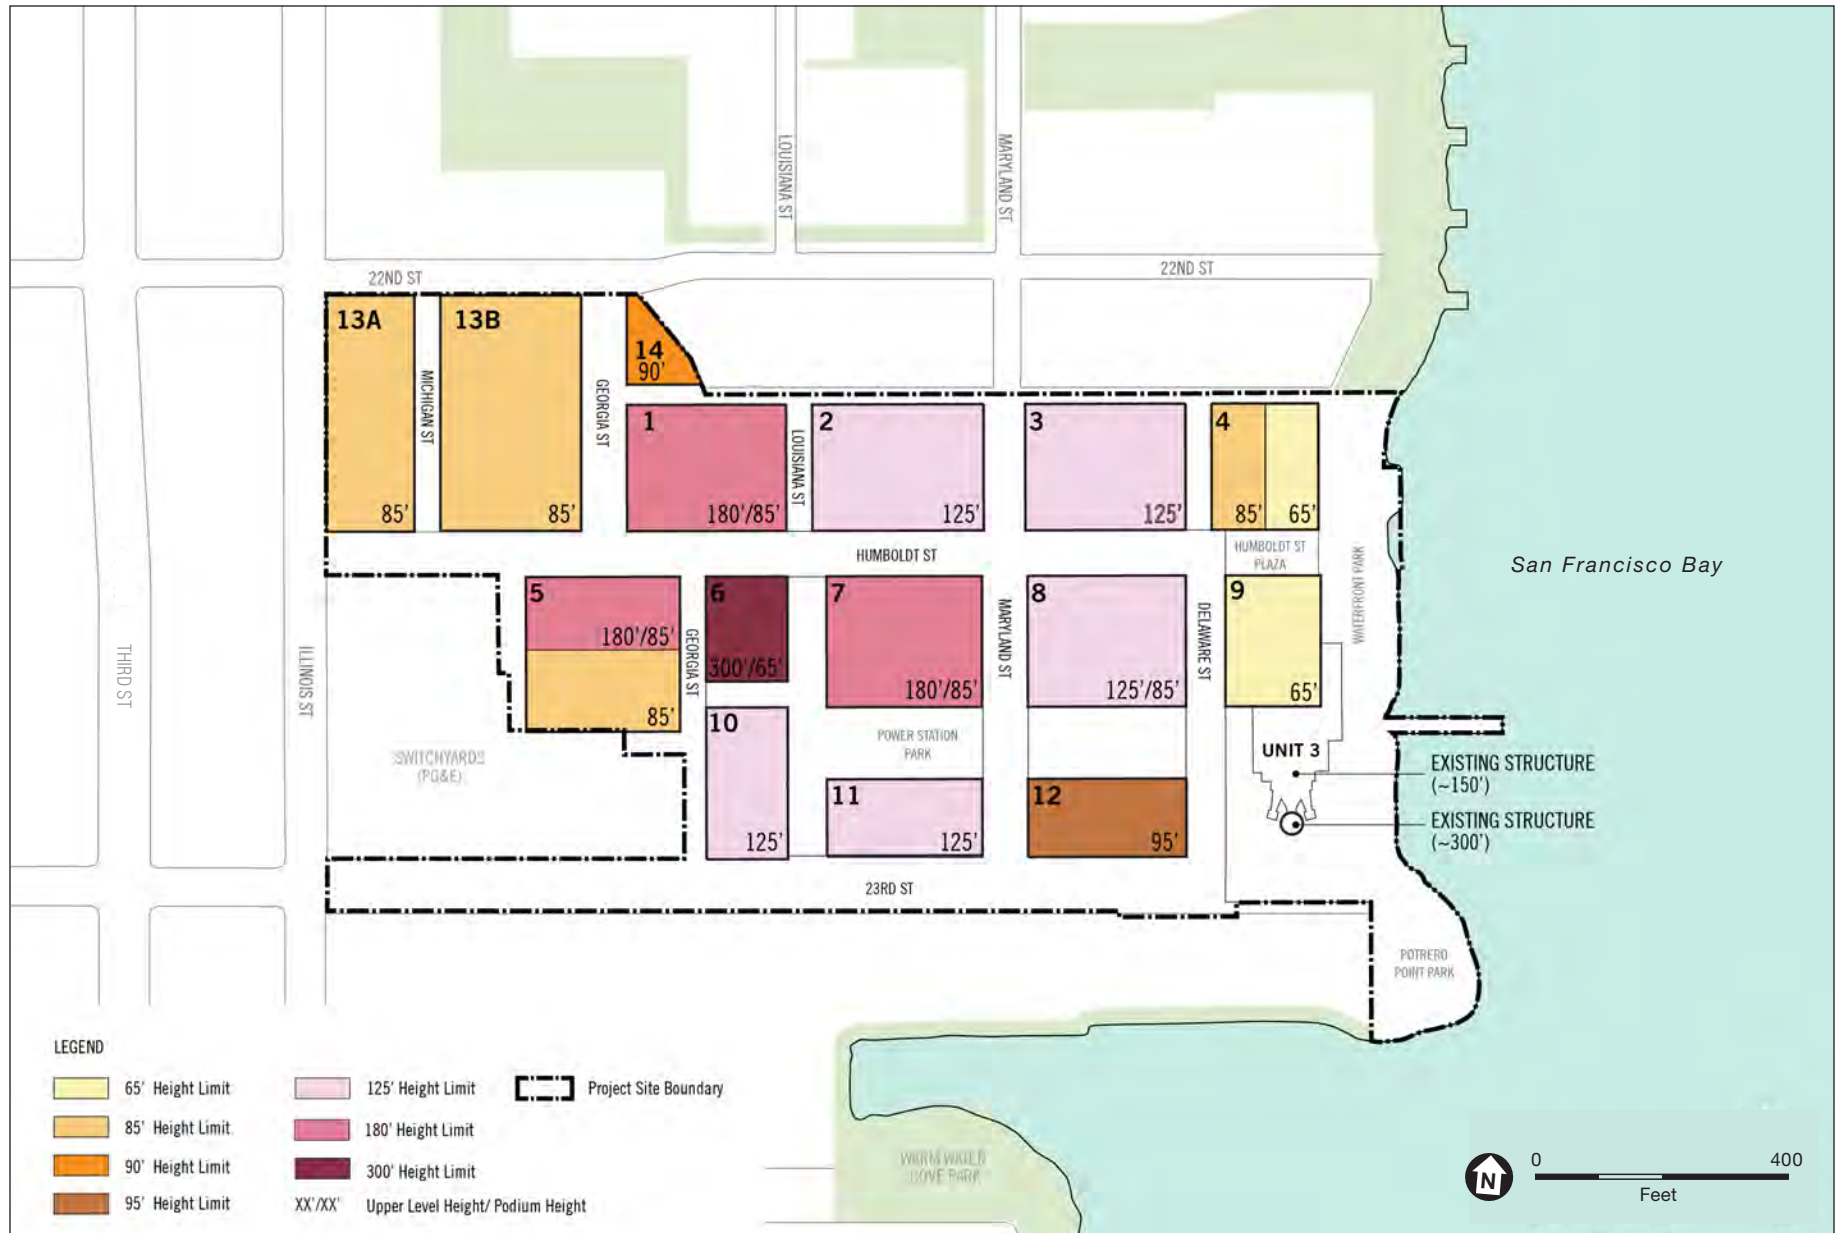 LOUISIANA ST
MARYLAND ST
22ND ST
22ND ST
13A
13B
14
90'
MICHIGAN ST
GEORGIA ST
85'
85'
1
180'/85'
LOUISIANA ST
2
125'
3
125'
4
85'
65'
HUMBOLDT ST
HUMBOLDT ST
PLAZA
WATERFRONT PARK
San Francisco Bay
THIRD ST
ILLINOIS ST
5
180'/85'
85'
GEORGIA ST
6
300'/65'
7
180'/85'
MARYLAND ST
8
125'/85'
DELAWARE ST
9
65'
SWITCHYARDS
(PG&E)
10
125'
POWER STATION
PARK
11
125'
12
95'
UNIT 3
EXISTING STRUCTURE
(~150')
EXISTING STRUCTURE
(~300')
23RD ST
POTRERO
POINT PARK
WARM WATER
COVE PARK
LEGEND
65' Height Limit
85' Height Limit
90' Height Limit
95' Height Limit
125' Height Limit
180' Height Limit
300' Height Limit
XX'/XX' Upper Level Height/ Podium Height
Project Site Boundary
N
0 400
Feet